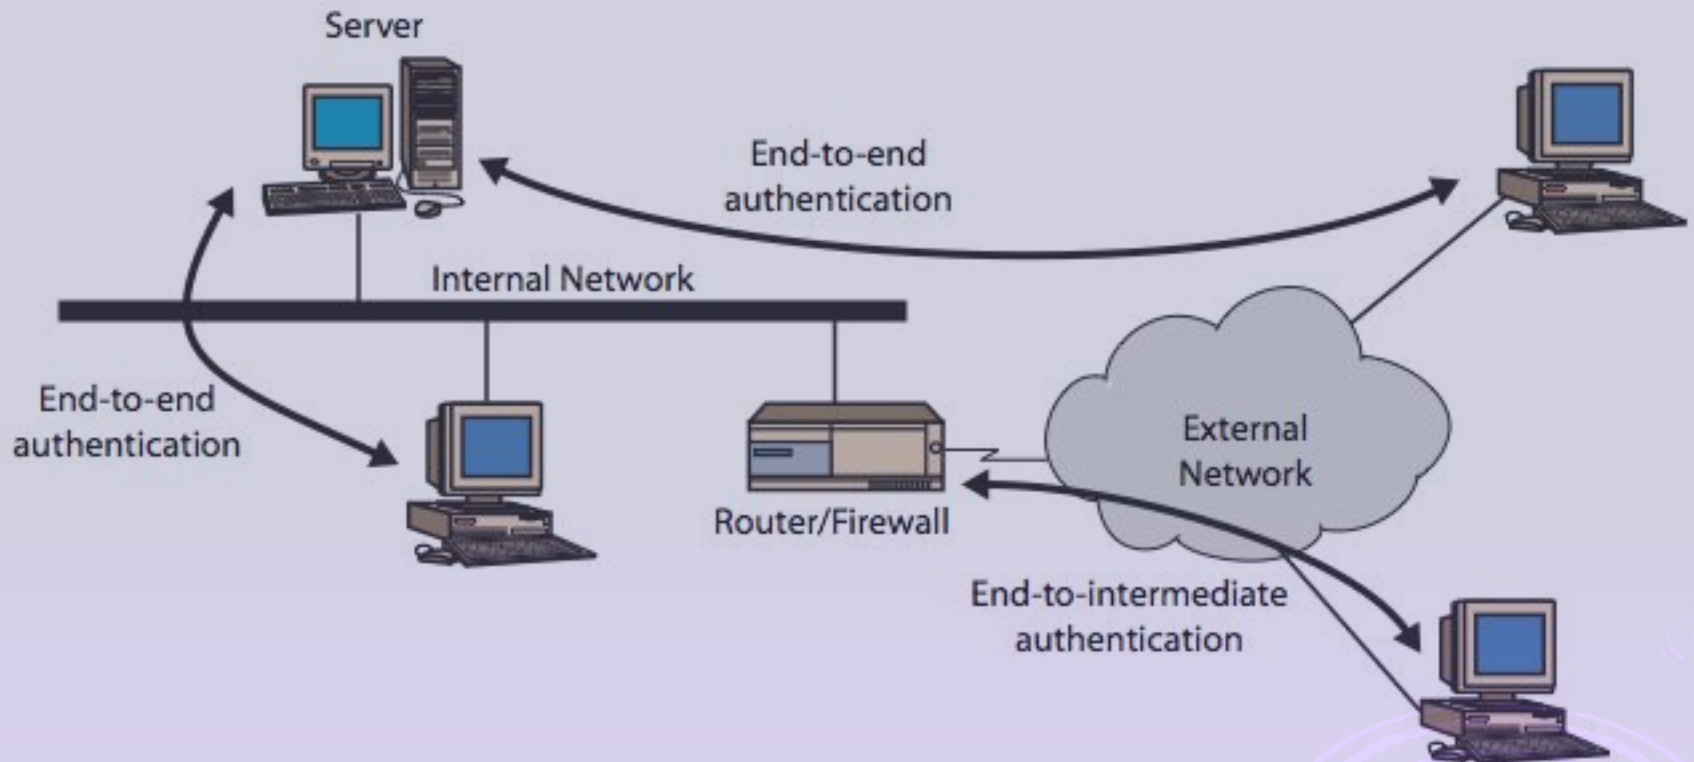 Server
End-to-end
authentication
Internal Network
End-to-end
authentication
External
Network
Router/Firewall
End-to-intermediate
authentication